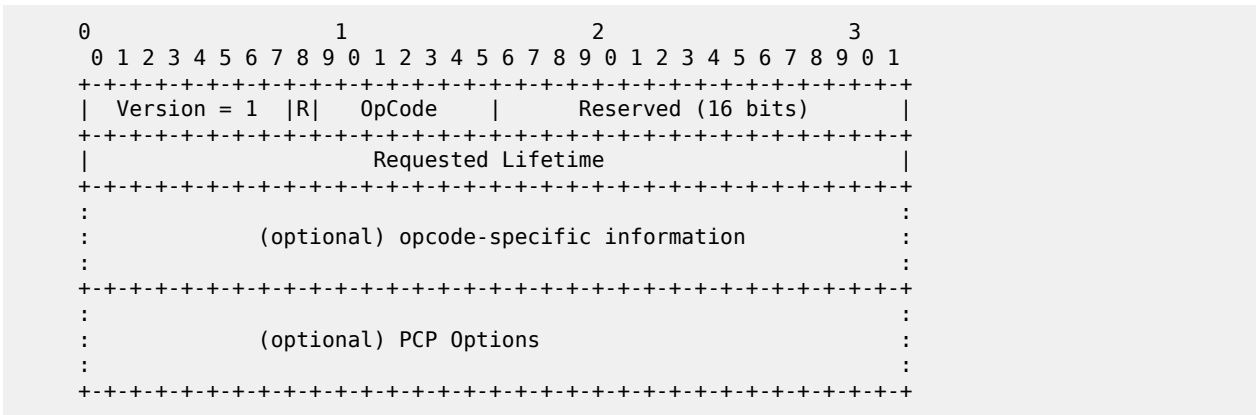 0                   1                   2                   3
 0 1 2 3 4 5 6 7 8 9 0 1 2 3 4 5 6 7 8 9 0 1 2 3 4 5 6 7 8 9 0 1
+-+-+-+-+-+-+-+-+-+-+-+-+-+-+-+-+-+-+-+-+-+-+-+-+-+-+-+-+-+-+-+-+
|  Version = 1  |R|   OpCode    |      Reserved (16 bits)       |
+-+-+-+-+-+-+-+-+-+-+-+-+-+-+-+-+-+-+-+-+-+-+-+-+-+-+-+-+-+-+-+-+
|                      Requested Lifetime                       |
+-+-+-+-+-+-+-+-+-+-+-+-+-+-+-+-+-+-+-+-+-+-+-+-+-+-+-+-+-+-+-+-+
:                                                               :
:             (optional) opcode-specific information            :
:                                                               :
+-+-+-+-+-+-+-+-+-+-+-+-+-+-+-+-+-+-+-+-+-+-+-+-+-+-+-+-+-+-+-+-+
:                                                               :
:             (optional) PCP Options                            :
:                                                               :
+-+-+-+-+-+-+-+-+-+-+-+-+-+-+-+-+-+-+-+-+-+-+-+-+-+-+-+-+-+-+-+-+